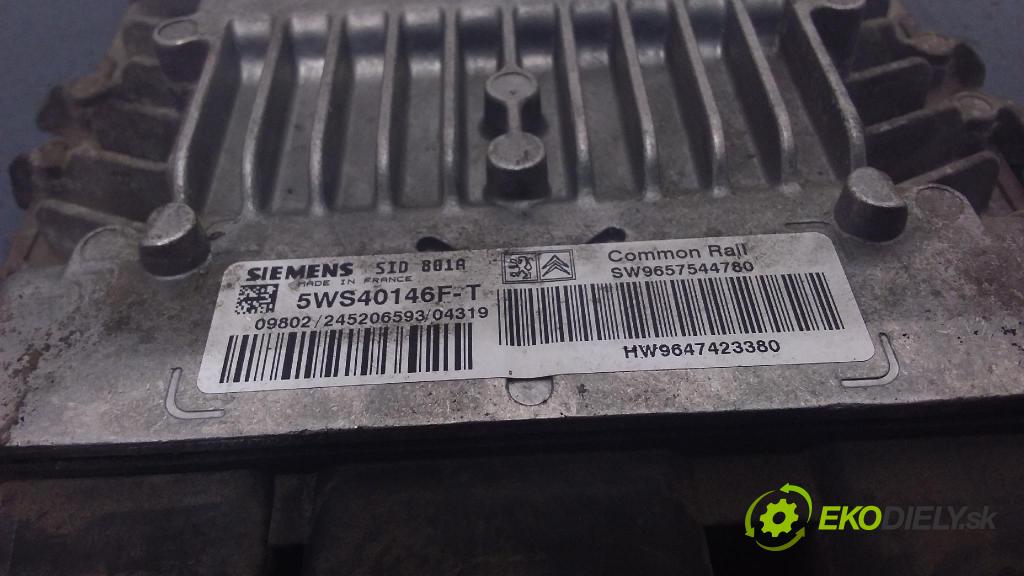 SIEMENS SID 801A
MADE IN FRANCE
5WS40146F-T
09802/245206593/04319
Common Rail
SW9657544780
HW9647423380
EKODIELY.sk